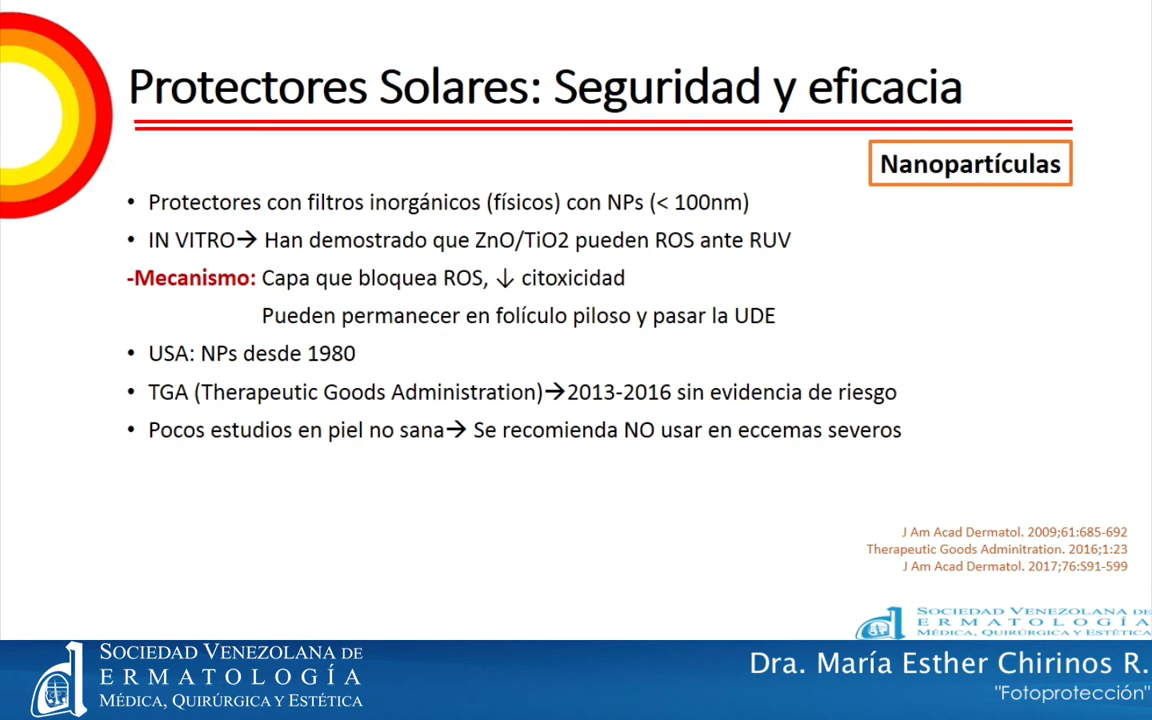 Protectores Solares: Seguridad y eficacia
Nanopartículas
• Protectores con filtros inorgánicos (físicos) con NPs (< 100nm)
• IN VITRO→ Han demostrado que ZnO/TiO2 pueden ROS ante RUV
-Mecanismo: Capa que bloquea ROS, ↓ citoxicidad
Pueden permanecer en folículo piloso y pasar la UDE
• USA: NPs desde 1980
• TGA (Therapeutic Goods Administration)→2013-2016 sin evidencia de riesgo
• Pocos estudios en piel no sana→ Se recomienda NO usar en eccemas severos
J Am Acad Dermatol. 2009;61:685-692
Therapeutic Goods Adminitration. 2016;1:23
J Am Acad Dermatol. 2017;76:S91-599
SOCIEDAD VENEZOLANA DE
ERMATOLOGÍA
MÉDICA, QUIRÚRGICA Y ESTÉTICA
SOCIEDAD VENEZOLANA DE
ERMATOLOGÍA
MÉDICA, QUIRÚRGICA Y ESTÉTICA
Dra. María Esther Chirinos R.
"Fotoprotección"